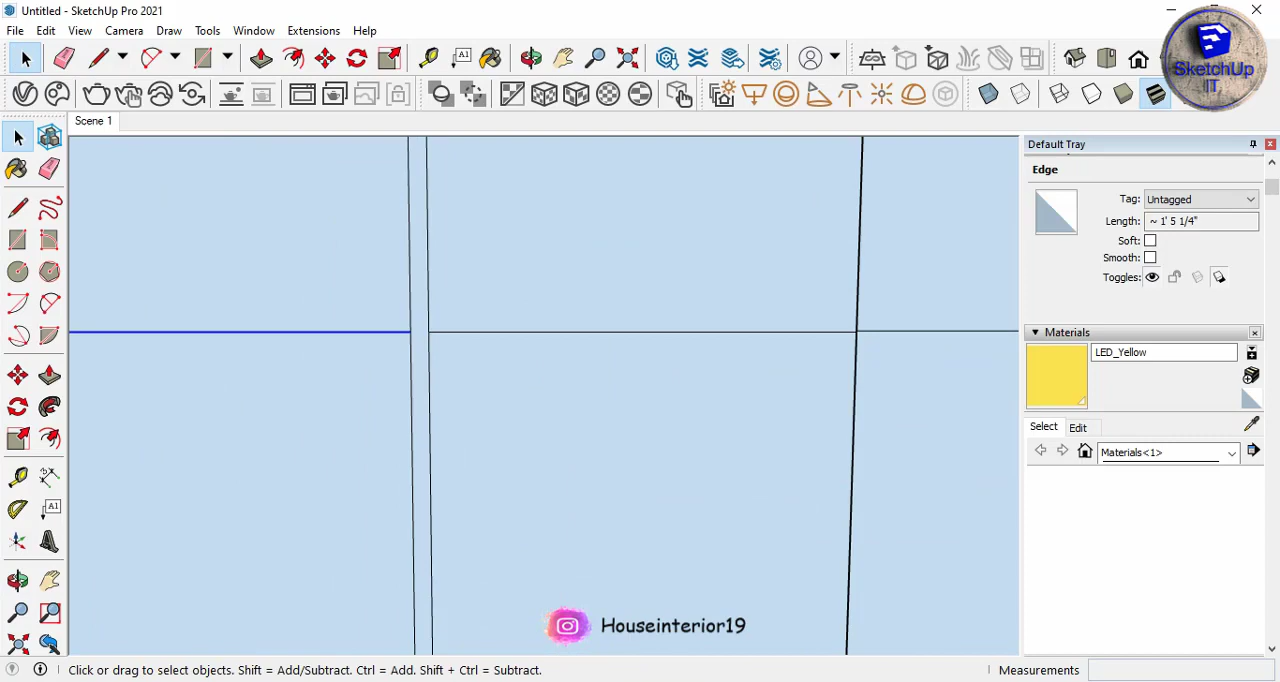 Untitled - SketchUp Pro 2021
File Edit View Camera Draw Tools Window Extensions Help
SketchUp
IT
A1
Scene 1
Default Tray
Edge
Tag: Untagged
Length: ~ 1' 5 1/4"
Soft:
Smooth:
Toggles:
Materials
LED_Yellow
Select Edit
Materials<1>
A1
Houseinterior19
Click or drag to select objects. Shift = Add/Subtract. Ctrl = Add. Shift + Ctrl = Subtract.
Measurements